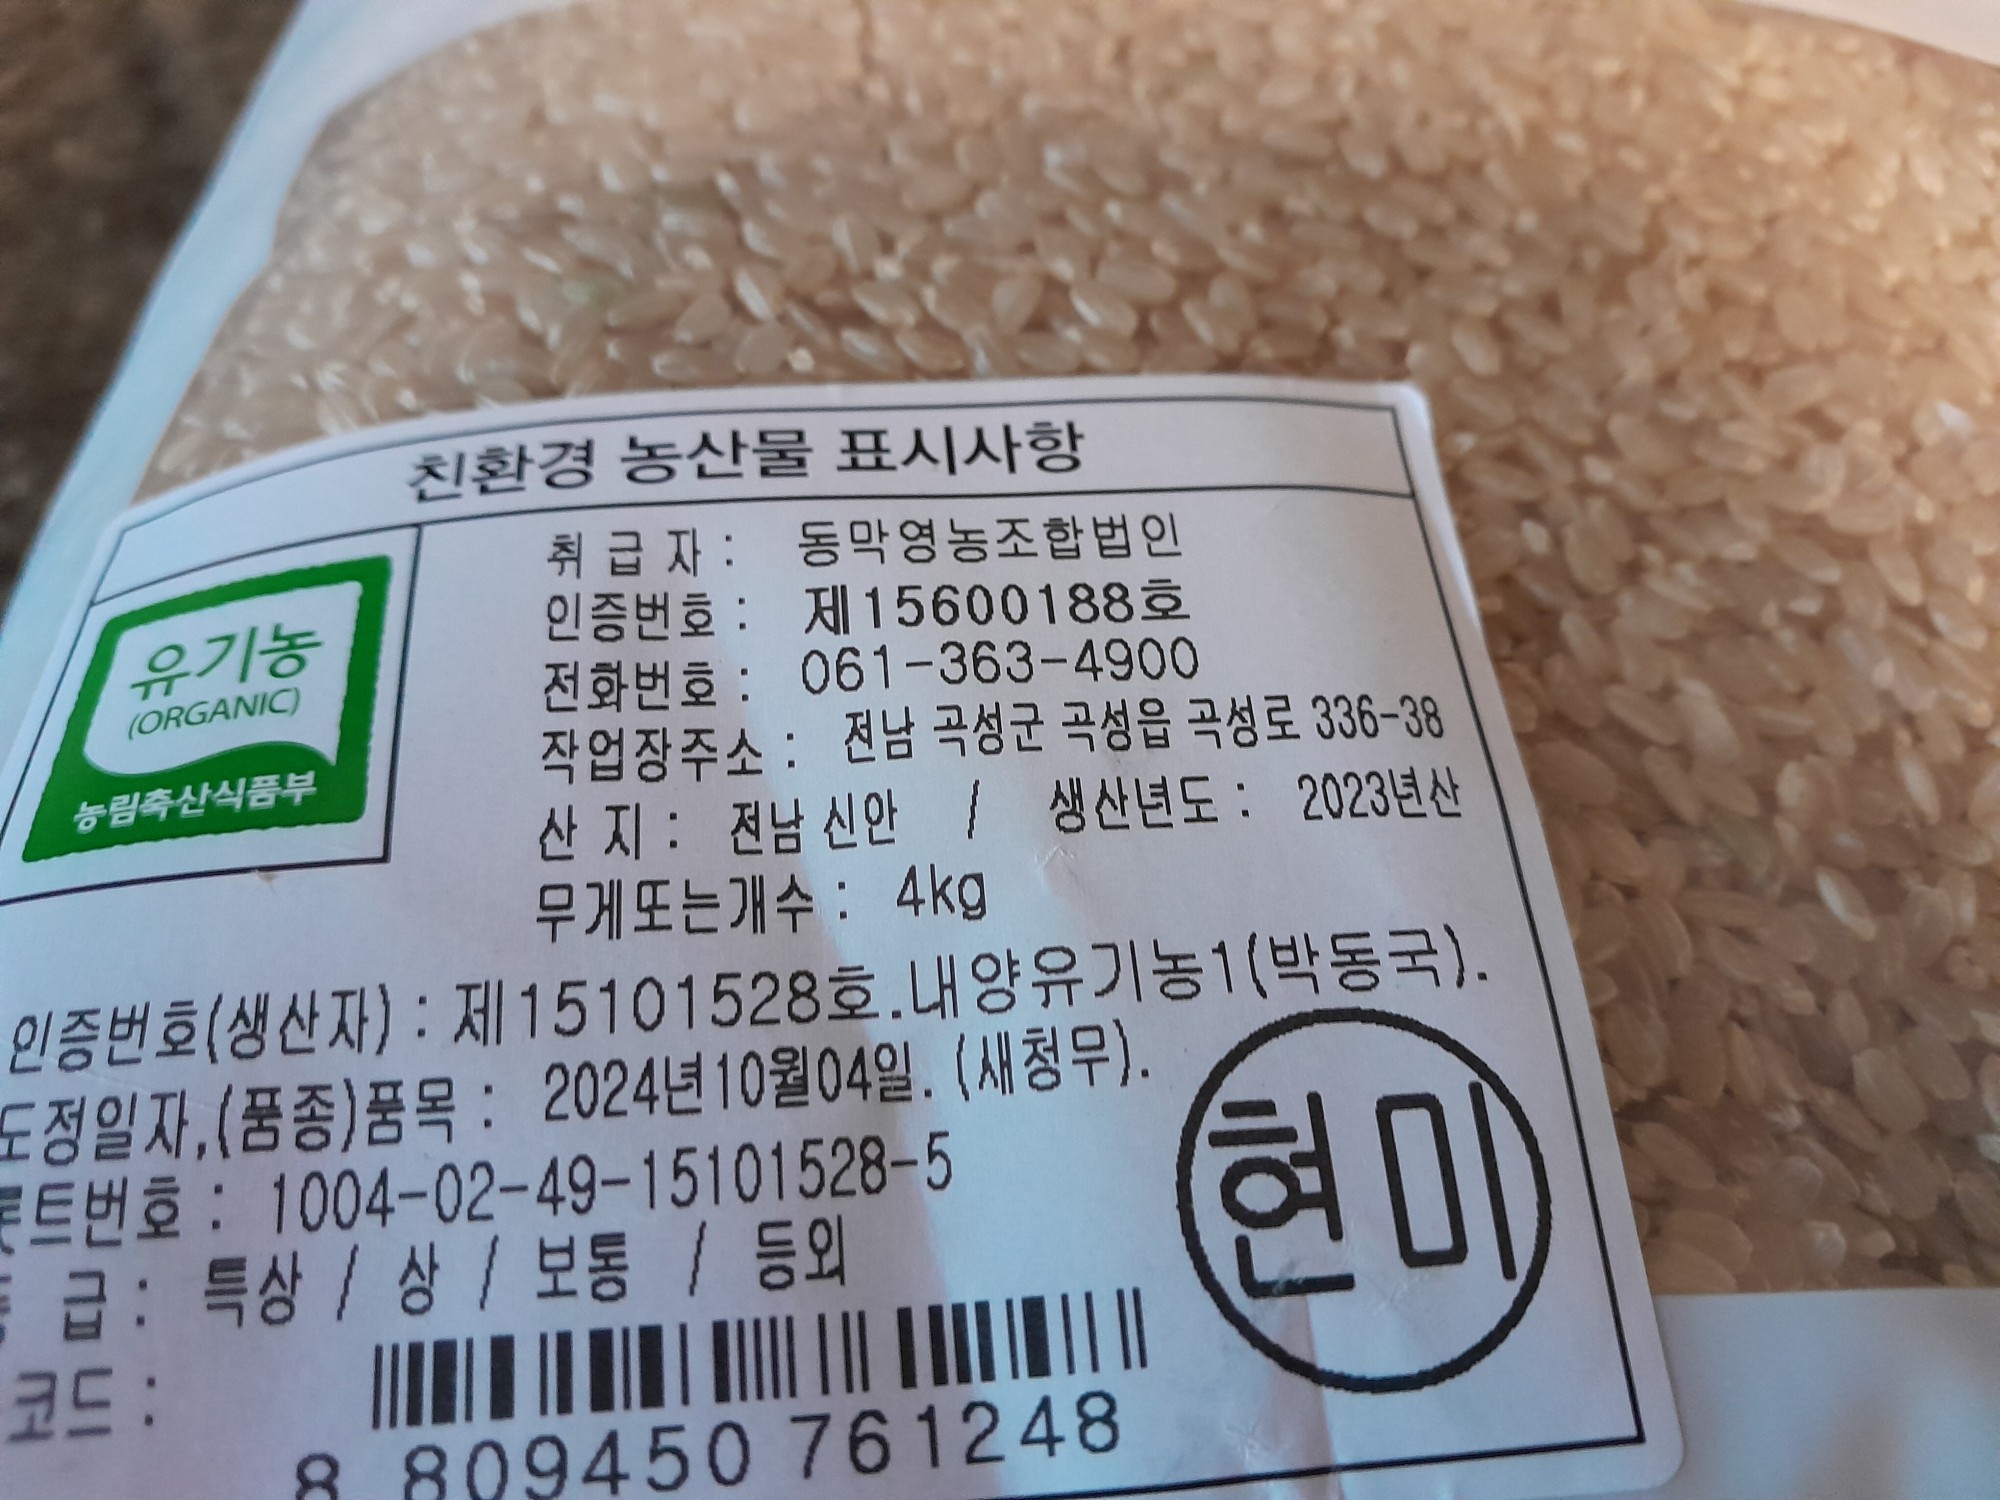 친환경 농산물 표시사항
유기농
(ORGANIC)
농림축산식품부
취 급 자 : 동막영농조합법인
인증번호 : 제15600188호
전화번호 : 061-363-4900
작업장주소 : 전남 곡성군 곡성읍 곡성로 336-38
산 지 : 전남 신안 / 생산년도 : 2023년산
무게또는개수 : 4kg
인증번호(생산자) : 제15101528호.내양유기농1(박동국).
도정일자,(품종)품목 : 2024년10월04일. (새청무).
로트번호 : 1004-02-49-15101528-5
급 : 특상 / 상 / 보통 / 등외
코드 :
8 809450 761248
현미